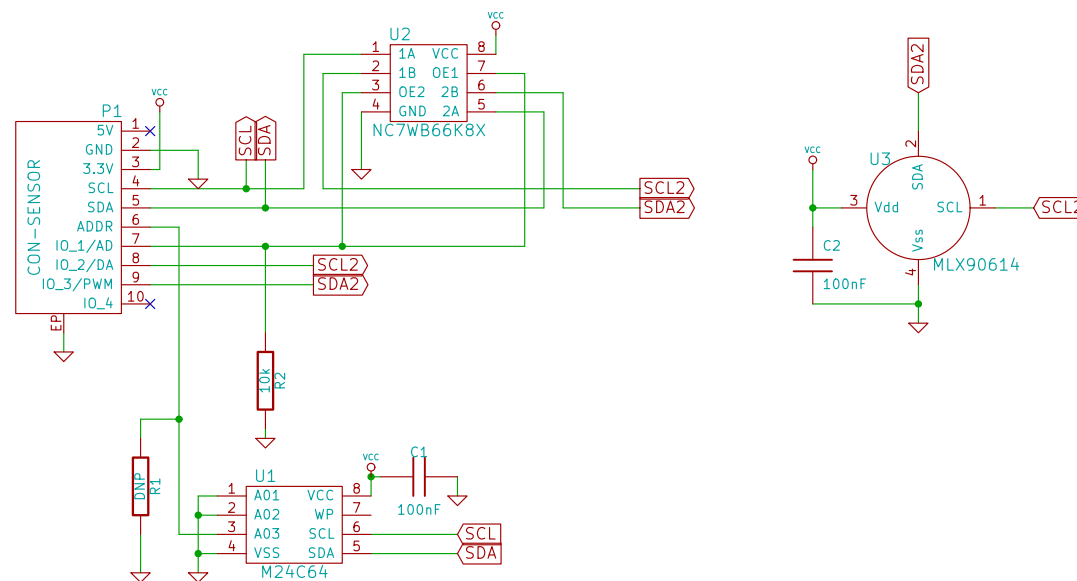 P1
CON-SENSOR
VCC
5V 1
GND 2
3.3V 3
SCL 4
SDA 5
ADDR 6
IO_1/AD 7
IO_2/DA 8
IO_3/PWM 9
IO_4 10
EP
SCL
SDA
SCL2
SDA2
U2
VCC
1 1A VCC 8
2 1B OE1 7
3 OE2 2B 6
4 GND 2A 5
NC7WB66K8X
SCL2
SDA2
10k
R2
DNP
R1
U1
VCC
C1
100nF
1 A01 VCC 8
2 A02 WP 7
3 A03 SCL 6
4 VSS SDA 5
M24C64
SCL
SDA
SDA2
VCC
U3
2
SDA
3 Vdd SCL 1
Vss
4
MLX90614
SCL2
C2
100nF